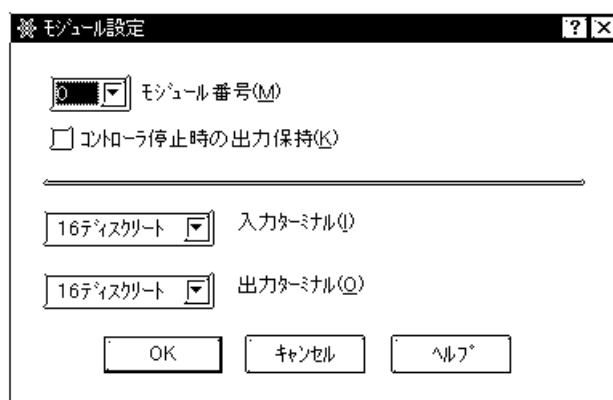 ﾓｼﾞｭｰﾙ設定
0 ﾓｼﾞｭｰﾙ番号(M)
ｺﾝﾄﾛｰﾗ停止時の出力保持(K)
16ﾃﾞｨｽｸﾘｰﾄ 入力ﾀｰﾐﾅﾙ(I)
16ﾃﾞｨｽｸﾘｰﾄ 出力ﾀｰﾐﾅﾙ(O)
OK ｷｬﾝｾﾙ ﾍﾙﾌﾟ